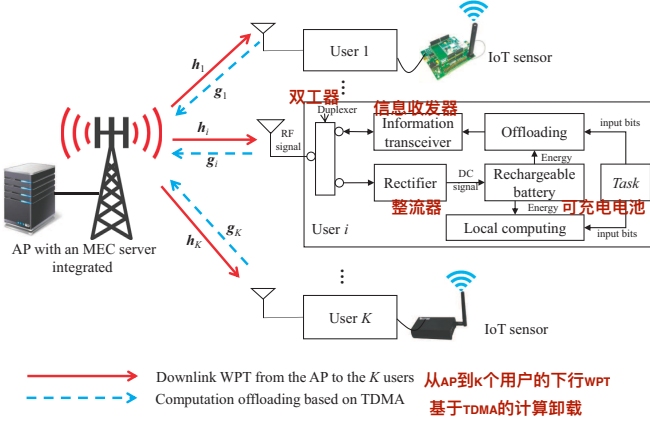 h1
g1
User 1
IoT sensor
...
双工器
信息收发器
Duplexer
hi
gi
RF
signal
Information
transceiver
Offloading
input bits
Energy
Rectifier
DC
signal
Rechargeable
battery
Task
整流器
可充电电池
Energy
input bits
Local computing
User i
AP with an MEC server
integrated
gK
hK
...
User K
IoT sensor
Downlink WPT from the AP to the K users
从AP到K个用户的下行WPT
Computation offloading based on TDMA
基于TDMA的计算卸载